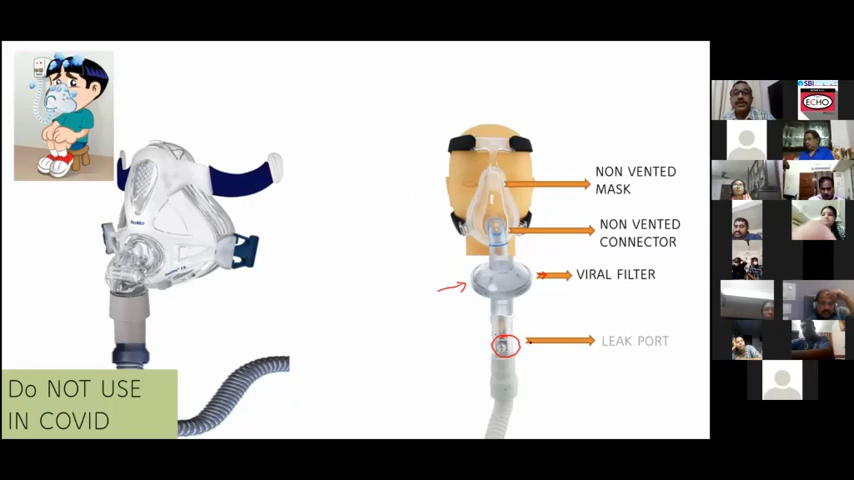 NON VENTED
MASK
NON VENTED
CONNECTOR
VIRAL FILTER
LEAK PORT
Do NOT USE
IN COVID
SBI
ECHO